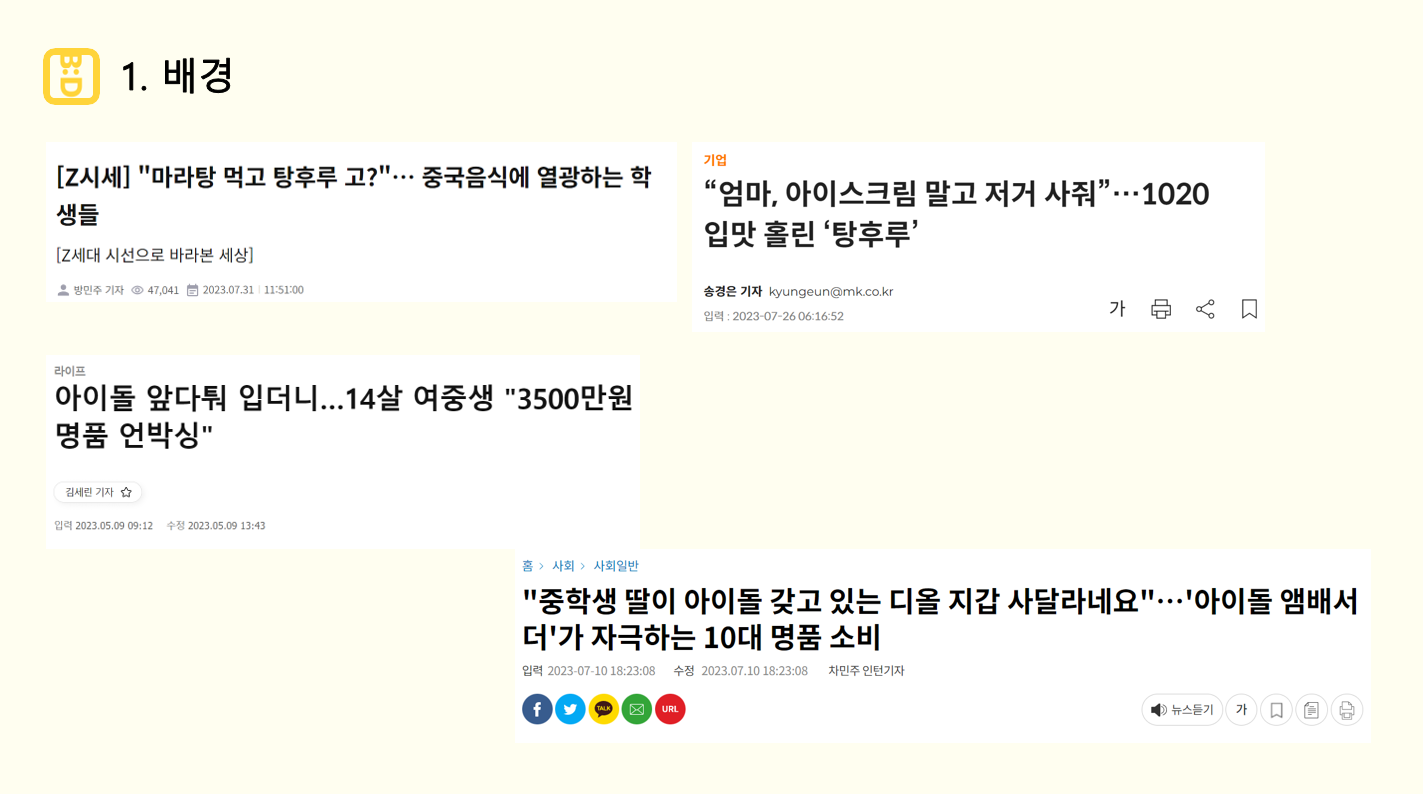 1. 배경
[Z시세] "마라탕 먹고 탕후루 고?"… 중국음식에 열광하는 학
생들
[Z세대 시선으로 바라본 세상]
방민주 기자 47,041 2023.07.31 | 11:51:00
기업
“엄마, 아이스크림 말고 저거 사줘”…1020
입맛 홀린 ‘탕후루’
송경은 기자 kyungeun@mk.co.kr
입력 : 2023-07-26 06:16:52
가
라이프
아이돌 앞다퉈 입더니...14살 여중생 "3500만원
명품 언박싱"
김세린 기자
입력 2023.05.09 09:12 수정 2023.05.09 13:43
홈 > 사회 > 사회일반
"중학생 딸이 아이돌 갖고 있는 디올 지갑 사달라네요"…'아이돌 앰배서
더'가 자극하는 10대 명품 소비
입력 2023-07-10 18:23:08 수정 2023.07.10 18:23:08 차민주 인턴기자
f TALK URL 뉴스듣기 가